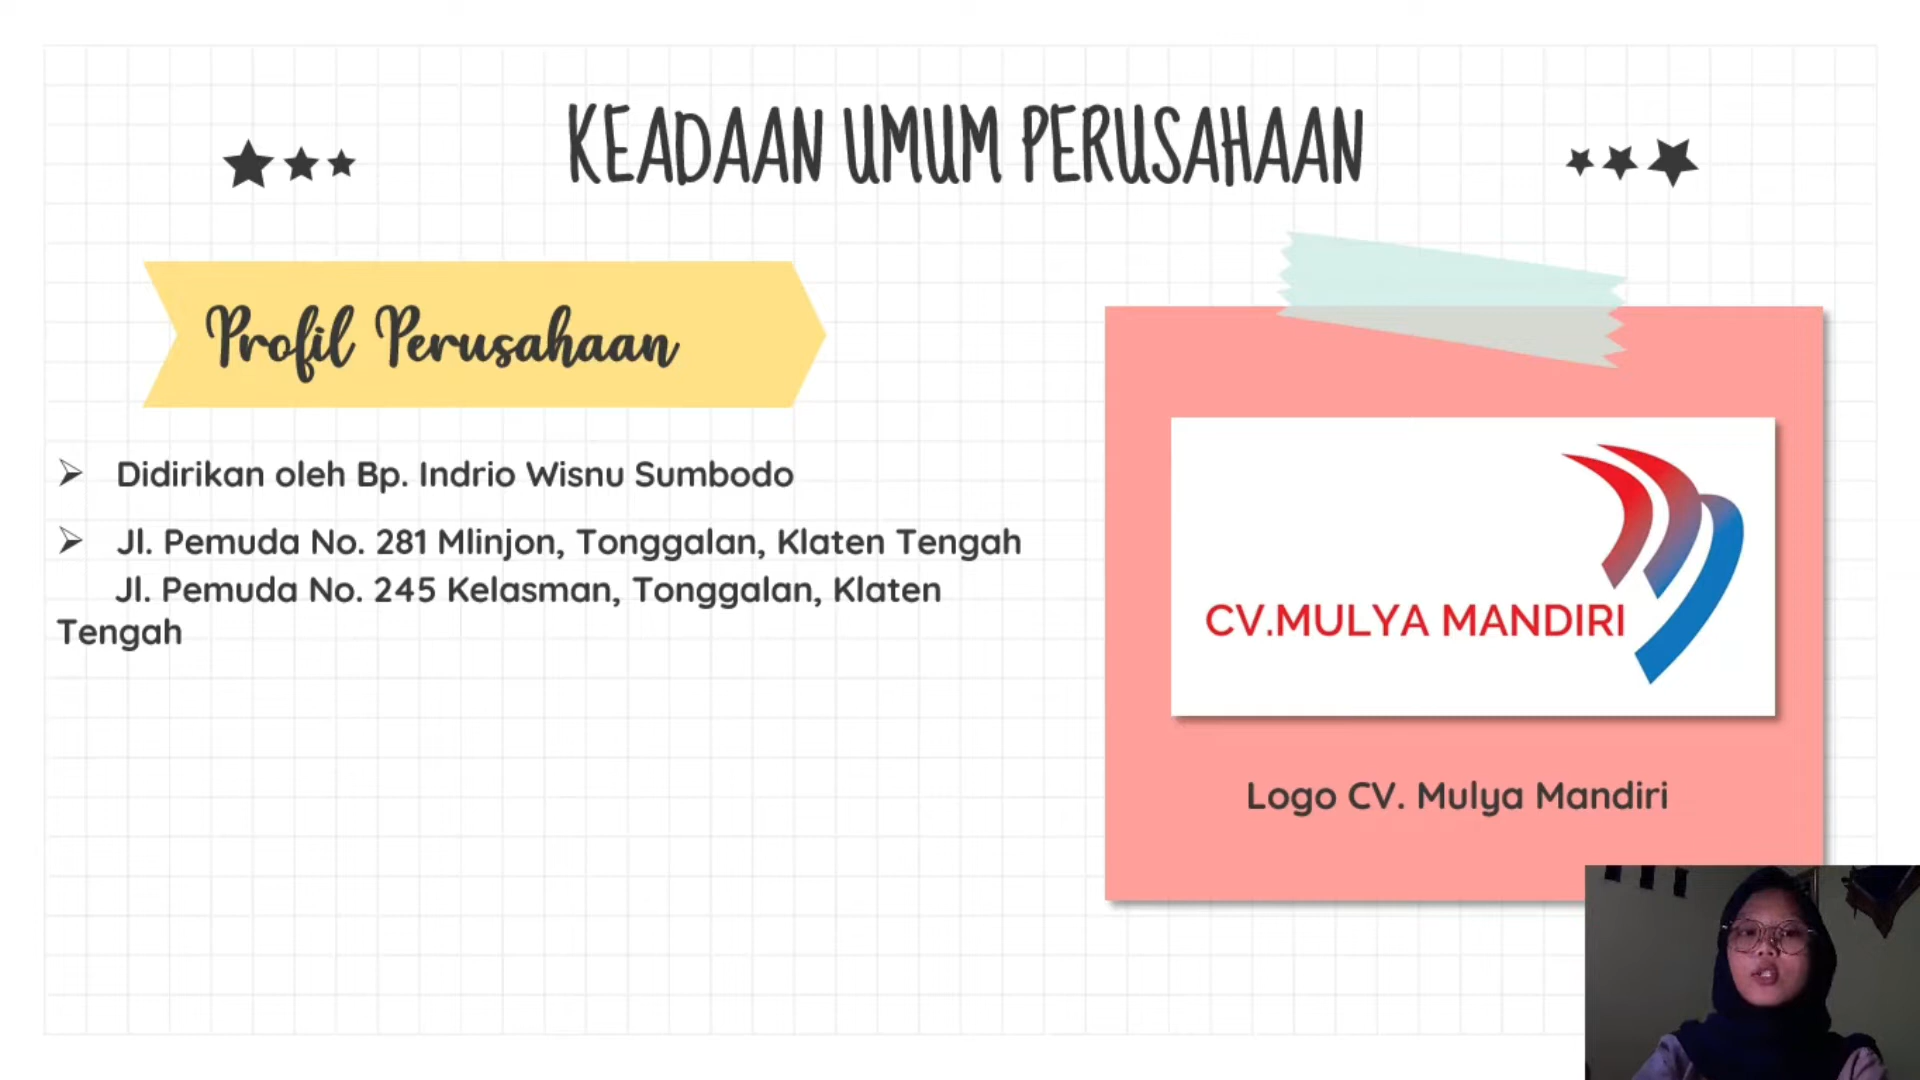 KEADAAN UMUM PERUSAHAAN
Profil Perusahaan
➢ Didirikan oleh Bp. Indrio Wisnu Sumbodo
➢ Jl. Pemuda No. 281 Mlinjon, Tonggalan, Klaten Tengah
Jl. Pemuda No. 245 Kelasman, Tonggalan, Klaten
Tengah
CV.MULYA MANDIRI
Logo CV. Mulya Mandiri